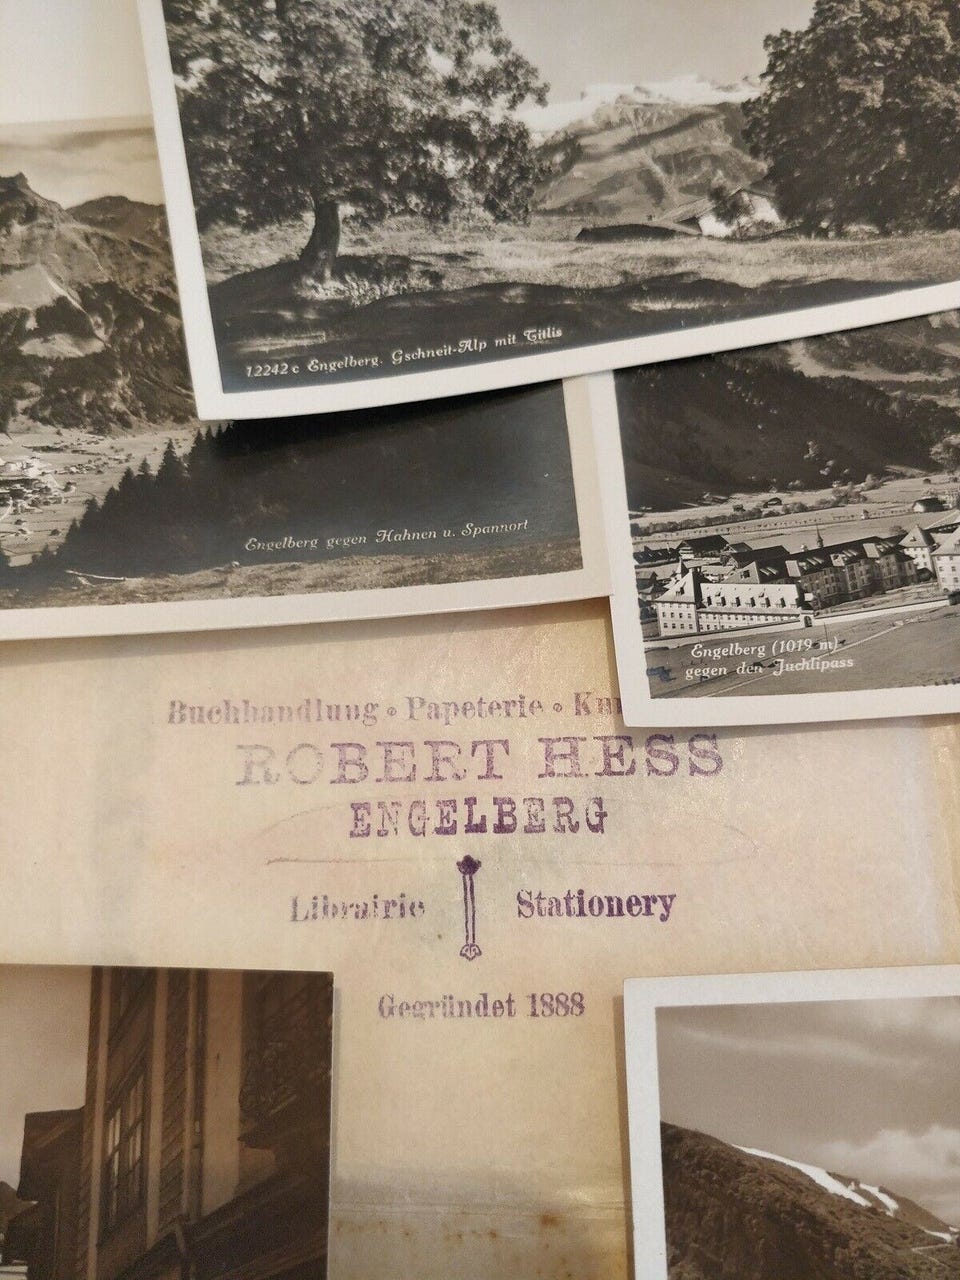 12242 c Engelberg. Gschneit-Alp mit Titlis
Engelberg gegen Hahnen u. Spannort
Engelberg (1019 m)
gegen den Juchlipass
Buchhandlung • Papeterie •
ROBERT HESS
ENGELBERG
Librairie Stationery
Gegründet 1888